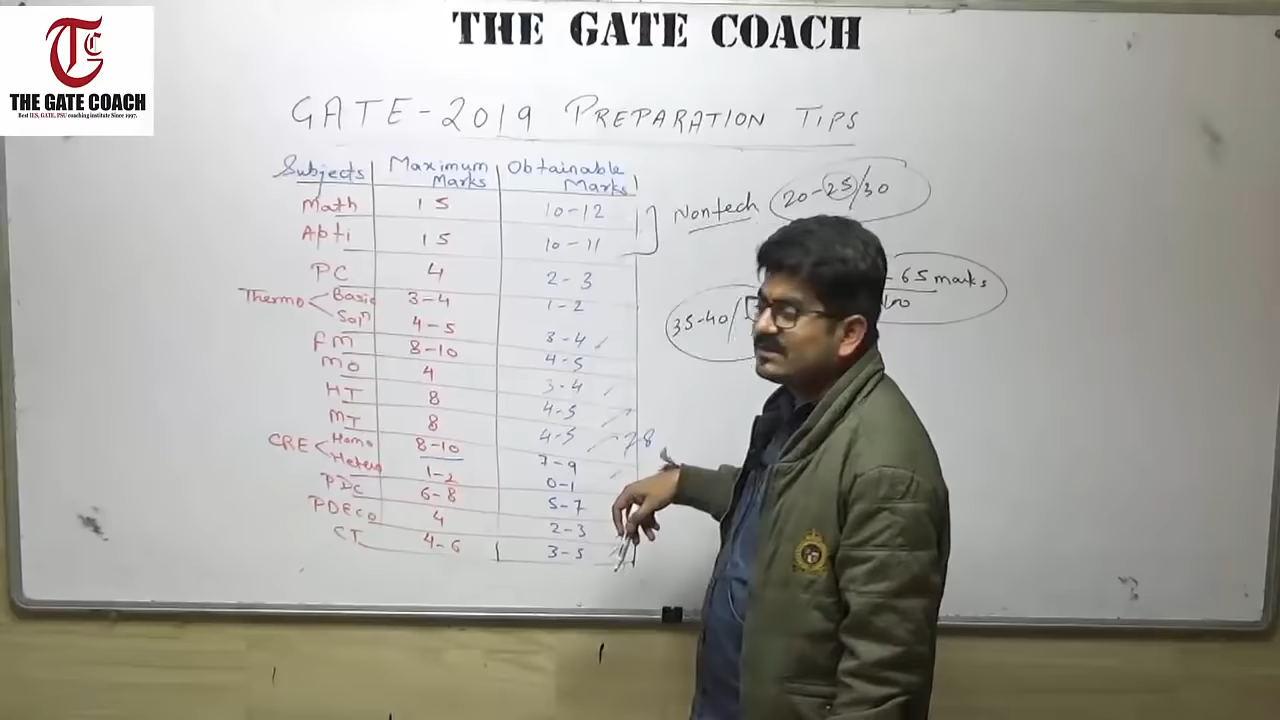 THE GATE COACH
Tc
THE GATE COACH
Best IES, GATE, PSU coaching institute Since 1997.
GATE-2019 PREPARATION TIPS
Subjects Maximum Marks Obtainable Marks
Math 15 10-12
Apti 15 10-11
Nontech 20-25/30
PC 4 2-3
Thermo Basic 3-4 1-2
Sol^n 4-5 3-4
FM 8-10 4-5
MO 4 3-4
HT 8 4-5
MT 8 4-5
CRE Homo 8-10 7-9
Hetero 1-2 0-1
PDC 6-8 5-7
PDECO 4 2-3
CT 4-6 3-5
28
35-40/
- 65 marks
100